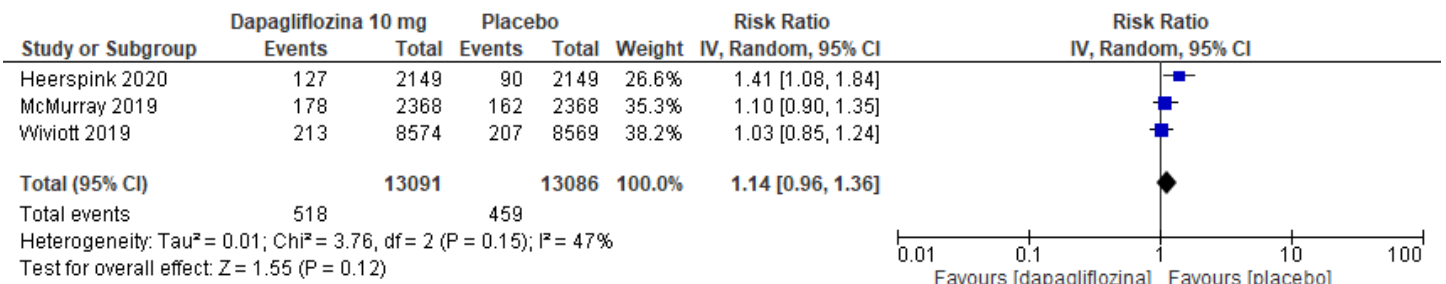 Dapagliflozina 10 mg Placebo Risk Ratio Risk Ratio
Study or Subgroup Events Total Events Total Weight IV, Random, 95% CI IV, Random, 95% CI
Heerspink 2020 127 2149 90 2149 26.6% 1.41 [1.08, 1.84]
McMurray 2019 178 2368 162 2368 35.3% 1.10 [0.90, 1.35]
Wiviott 2019 213 8574 207 8569 38.2% 1.03 [0.85, 1.24]
Total (95% CI) 13091 13086 100.0% 1.14 [0.96, 1.36]
Total events 518 459
Heterogeneity: Tau² = 0.01; Chi² = 3.76, df = 2 (P = 0.15); I² = 47%
Test for overall effect: Z = 1.55 (P = 0.12)
0.01 0.1 1 10 100
Favours [dapagliflozina] Favours [placebo]